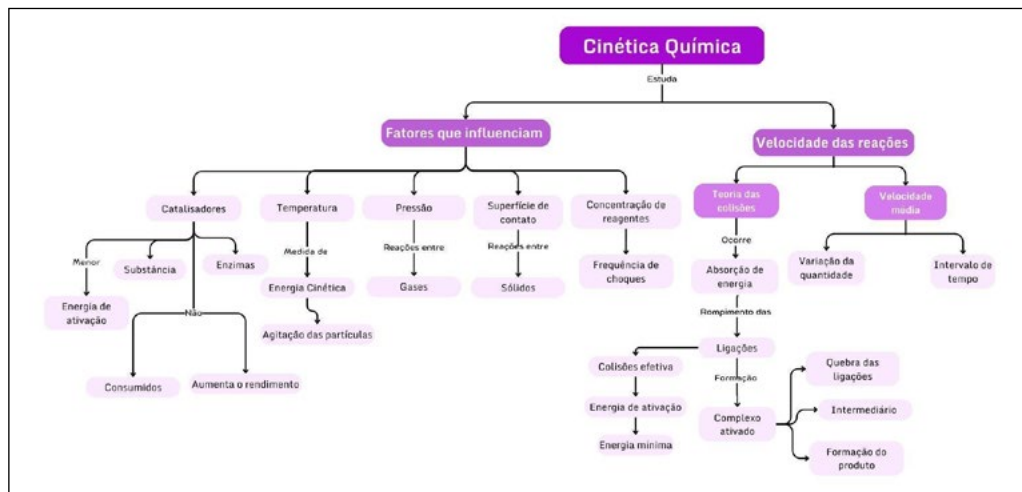 Cinética Química
Estuda
Fatores que influenciam
Velocidade das reações
Catalisadores
Temperatura
Pressão
Superfície de
contato
Concentração de
reagentes
Teoria das
colisões
Velocidade
média
Menor
Substância
Enzimas
Medida de
Reações entre
Reações entre
Ocorre
Energia de
ativação
Não
Energia Cinética
Gases
Sólidos
Frequência de
choques
Absorção de
energia
Variação da
quantidade
Intervalo de
tempo
Agitação das partículas
Rompimento das
Ligações
Consumidos
Aumenta o rendimento
Colisões efetiva
Formação
Quebra das
ligações
Energia de ativação
Complexo
ativado
Intermediário
Energia mínima
Formação do
produto